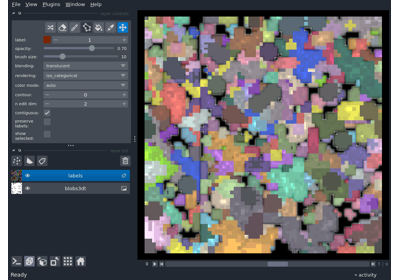 File View Plugins Window Help
label: 1
opacity: 0.70
brush size: 10
blending: translucent
rendering: iso_categorical
color mode: auto
contour: 0
n edit dim: 2
contiguous:
preserve
labels:
show
selected:
labels
blobs3d
Ready
activity